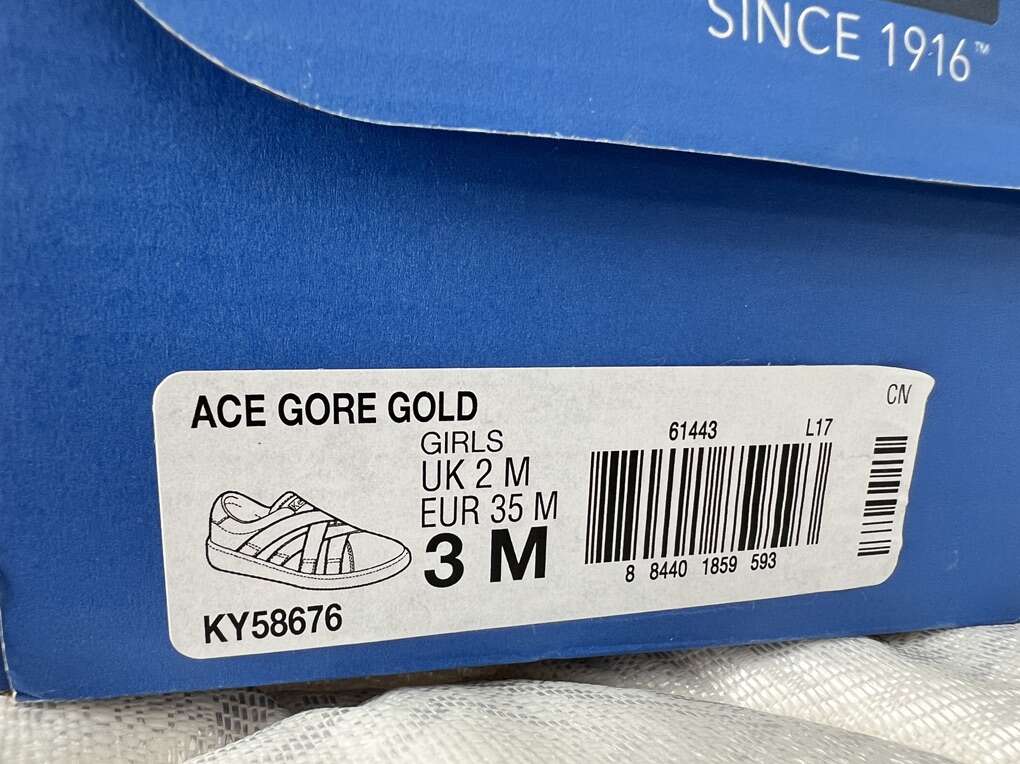 SINCE 1916™
ACE GORE GOLD
CN
GIRLS
UK 2 M
EUR 35 M
3 M
61443 L17
8 8440 1859 593
KY58676